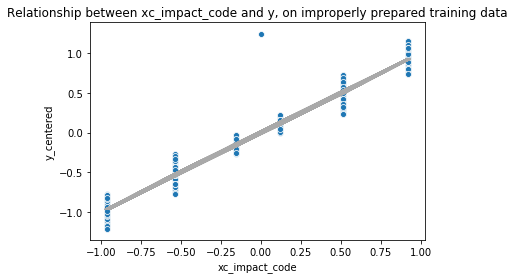 Relationship between xc_impact_code and y, on improperly prepared training data
1.0
0.5
0.0
−0.5
−1.0
y_centered
−1.00 −0.75 −0.50 −0.25 0.00 0.25 0.50 0.75 1.00
xc_impact_code